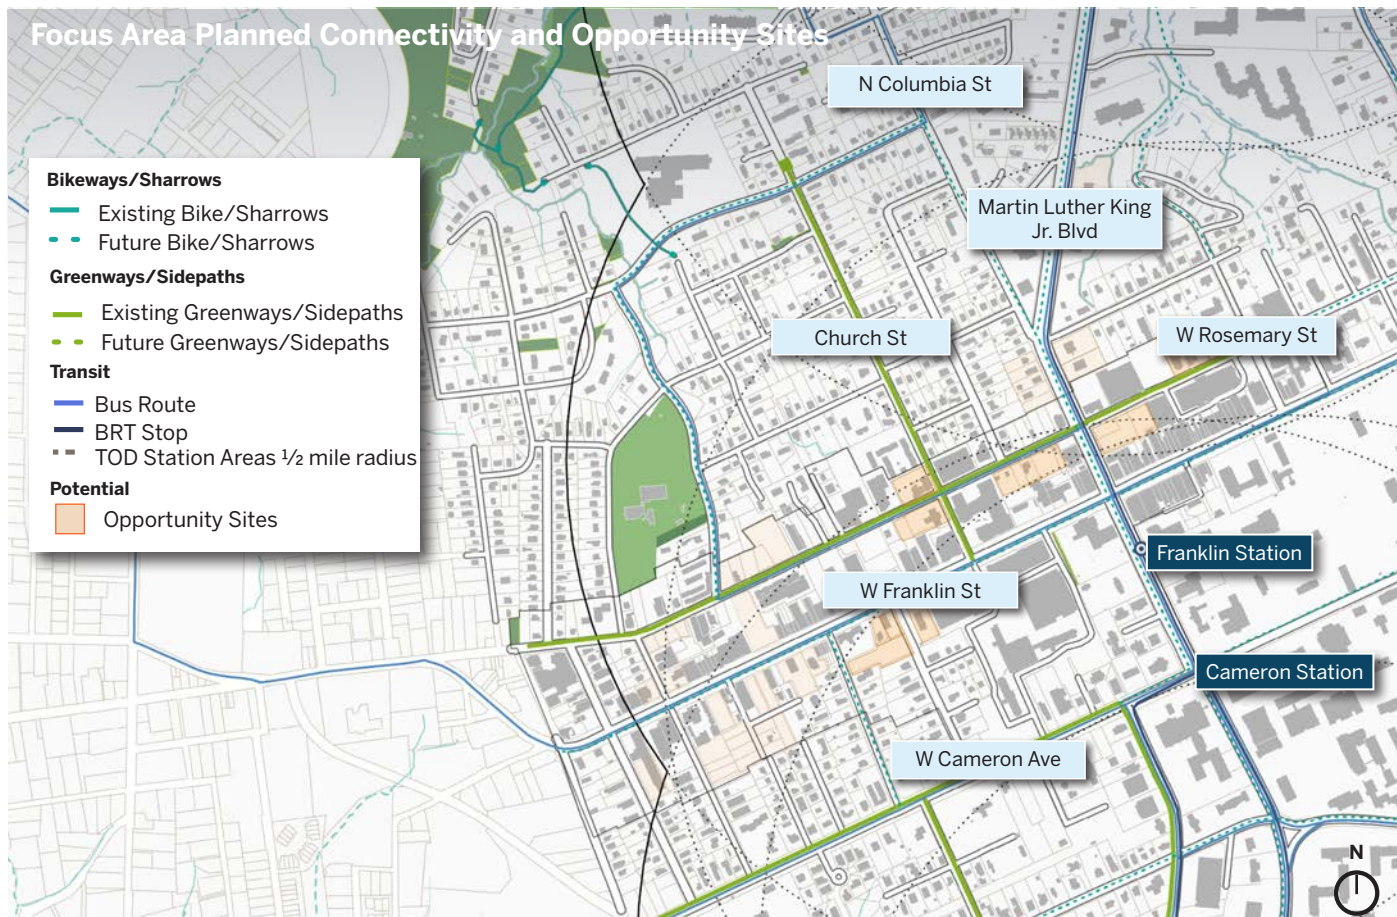 Focus Area Planned Connectivity and Opportunity Sites
N Columbia St
Bikeways/Sharrows
Existing Bike/Sharrows
Future Bike/Sharrows
Greenways/Sidepaths
Existing Greenways/Sidepaths
Future Greenways/Sidepaths
Transit
Bus Route
BRT Stop
TOD Station Areas ½ mile radius
Potential
Opportunity Sites
Martin Luther King
Jr. Blvd
Church St
W Rosemary St
Franklin Station
W Franklin St
Cameron Station
W Cameron Ave
N